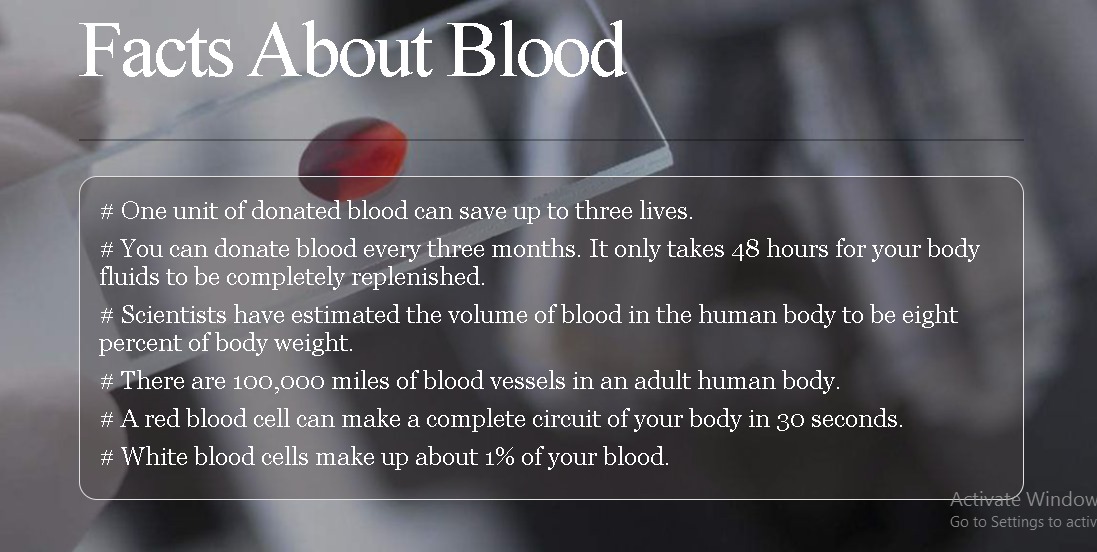 Facts About Blood
# One unit of donated blood can save up to three lives.
# You can donate blood every three months. It only takes 48 hours for your body
fluids to be completely replenished.
# Scientists have estimated the volume of blood in the human body to be eight
percent of body weight.
# There are 100,000 miles of blood vessels in an adult human body.
# A red blood cell can make a complete circuit of your body in 30 seconds.
# White blood cells make up about 1% of your blood.
Activate Window
Go to Settings to activ